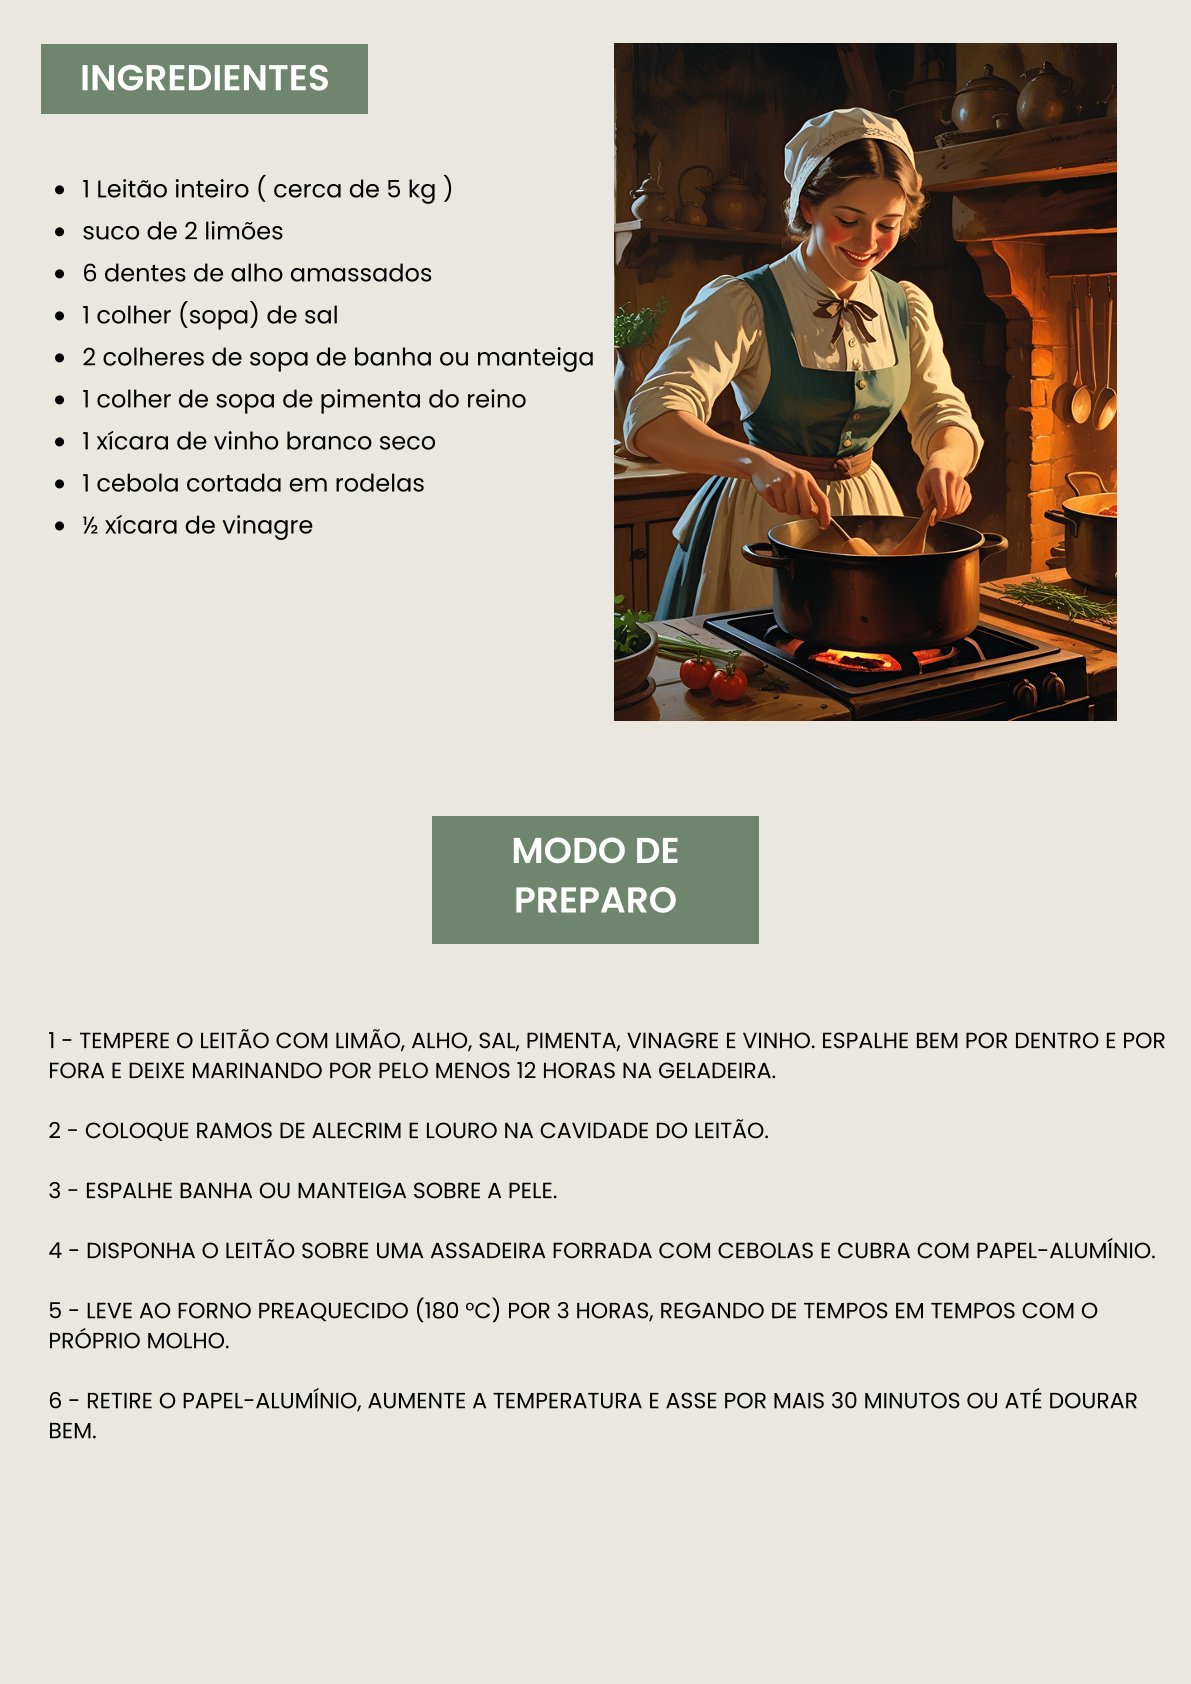 INGREDIENTES
• 1 Leitão inteiro ( cerca de 5 kg )
• suco de 2 limões
• 6 dentes de alho amassados
• 1 colher (sopa) de sal
• 2 colheres de sopa de banha ou manteiga
• 1 colher de sopa de pimenta do reino
• 1 xícara de vinho branco seco
• 1 cebola cortada em rodelas
• ½ xícara de vinagre
MODO DE
PREPARO
1 - TEMPERE O LEITÃO COM LIMÃO, ALHO, SAL, PIMENTA, VINAGRE E VINHO. ESPALHE BEM POR DENTRO E POR
FORA E DEIXE MARINANDO POR PELO MENOS 12 HORAS NA GELADEIRA.
2 - COLOQUE RAMOS DE ALECRIM E LOURO NA CAVIDADE DO LEITÃO.
3 - ESPALHE BANHA OU MANTEIGA SOBRE A PELE.
4 - DISPONHA O LEITÃO SOBRE UMA ASSADEIRA FORRADA COM CEBOLAS E CUBRA COM PAPEL-ALUMÍNIO.
5 - LEVE AO FORNO PREAQUECIDO (180 ºC) POR 3 HORAS, REGANDO DE TEMPOS EM TEMPOS COM O
PRÓPRIO MOLHO.
6 - RETIRE O PAPEL-ALUMÍNIO, AUMENTE A TEMPERATURA E ASSE POR MAIS 30 MINUTOS OU ATÉ DOURAR
BEM.